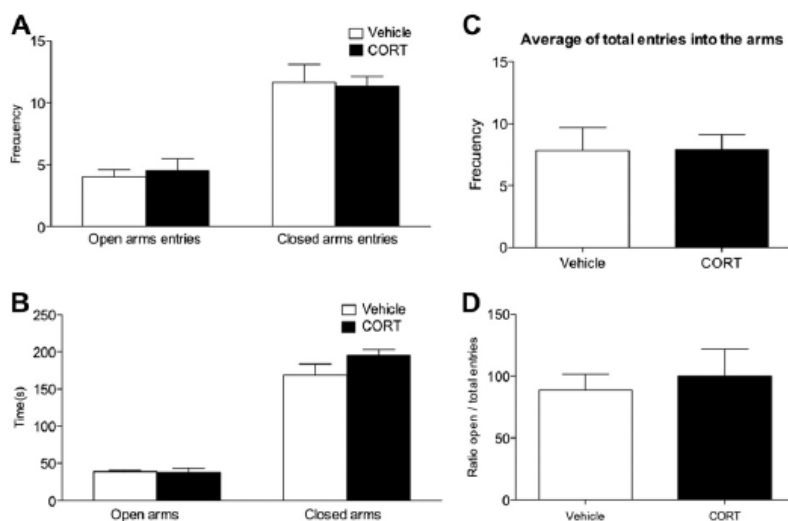 A
Vehicle
CORT
15
10
5
0
Frecuency
Open arms entries
Closed arms entries
B
Vehicle
CORT
250
200
150
100
50
0
Time(s)
Open arms
Closed arms
C
Average of total entries into the arms
15
10
5
0
Frecuency
Vehicle
CORT
D
150
100
50
0
Ratio open / total entries
Vehicle
CORT